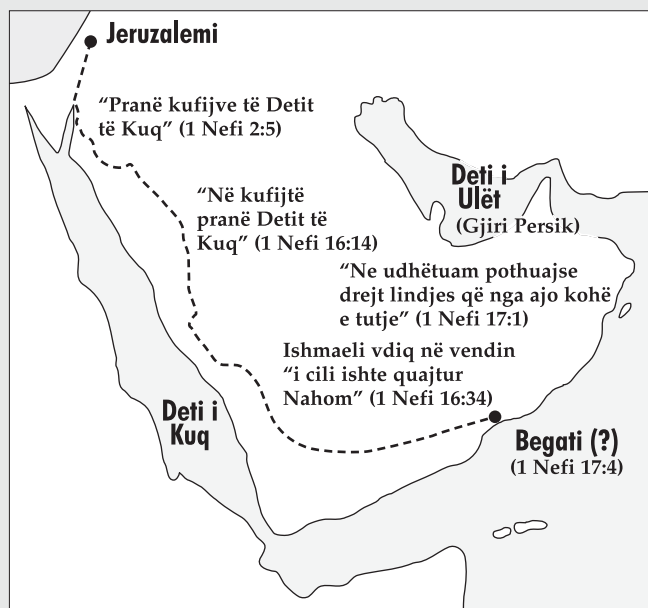 Jeruzalemi
“Pranë kufijve të Detit
të Kuq” (1 Nefi 2:5)
“Në kufijtë
pranë Detit të
Kuq” (1 Nefi 16:14)
Deti i
Ulët
(Gjiri Persik)
“Ne udhëtuam pothuajse
drejt lindjes që nga ajo kohë
e tutje” (1 Nefi 17:1)
Ishmaeli vdiq në vendin
“i cili ishte quajtur
Nahom” (1 Nefi 16:34)
Deti i
Kuq
Begati (?)
(1 Nefi 17:4)